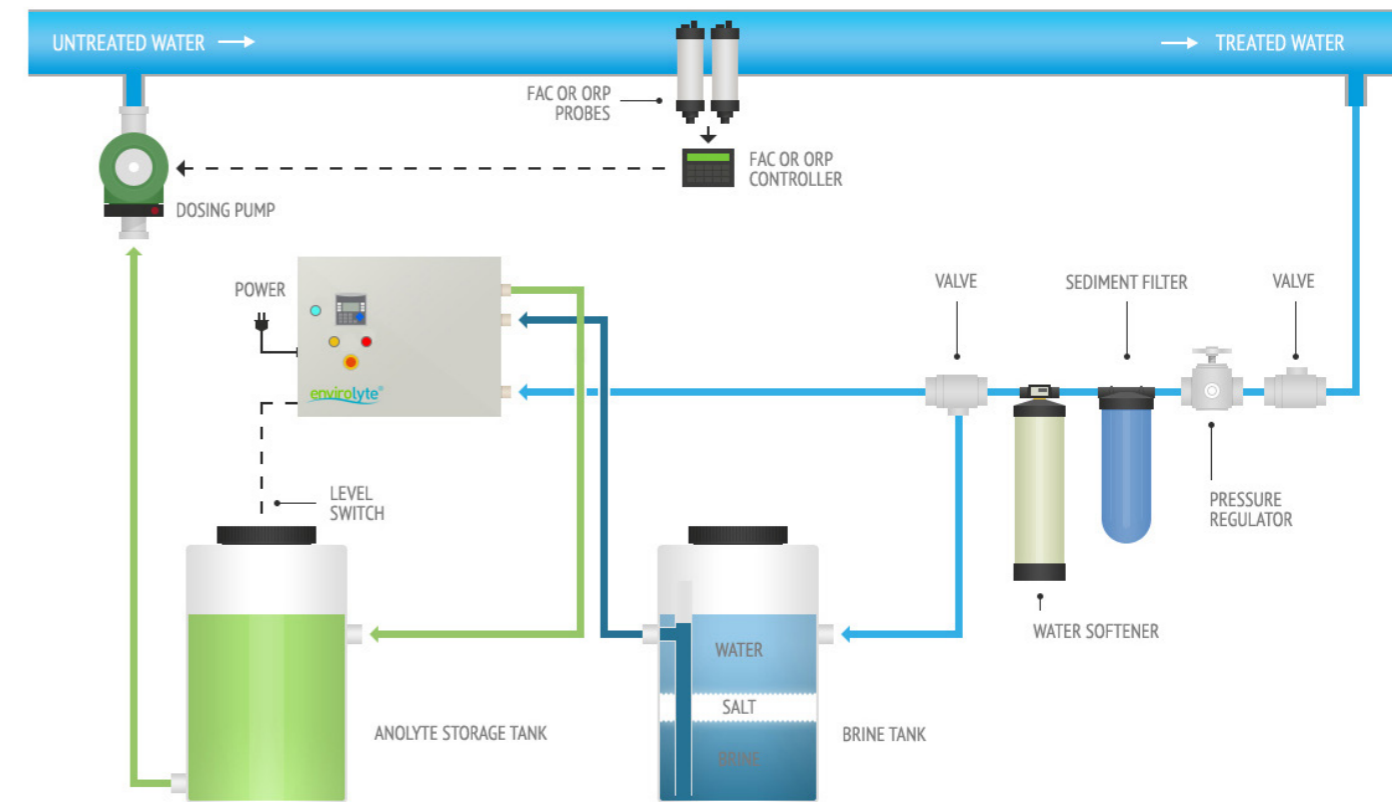 UNTREATED WATER
TREATED WATER
FAC OR ORP
PROBES
FAC OR ORP
CONTROLLER
DOSING PUMP
POWER
VALVE
SEDIMENT FILTER
VALVE
envirolyte®
LEVEL
SWITCH
PRESSURE
REGULATOR
WATER SOFTENER
WATER
SALT
BRINE
ANOLYTE STORAGE TANK
BRINE TANK